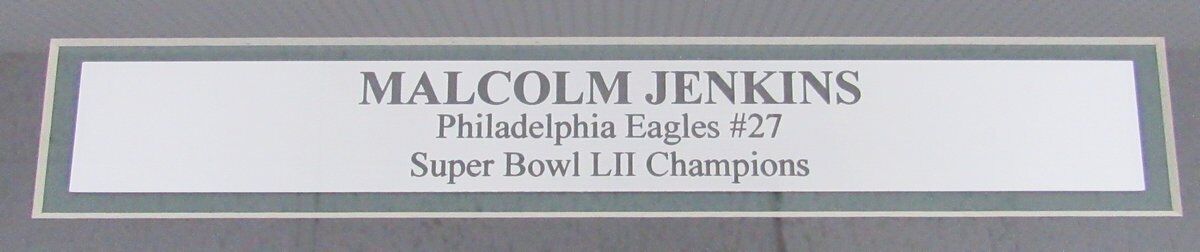 MALCOLM JENKINS
Philadelphia Eagles #27
Super Bowl LII Champions